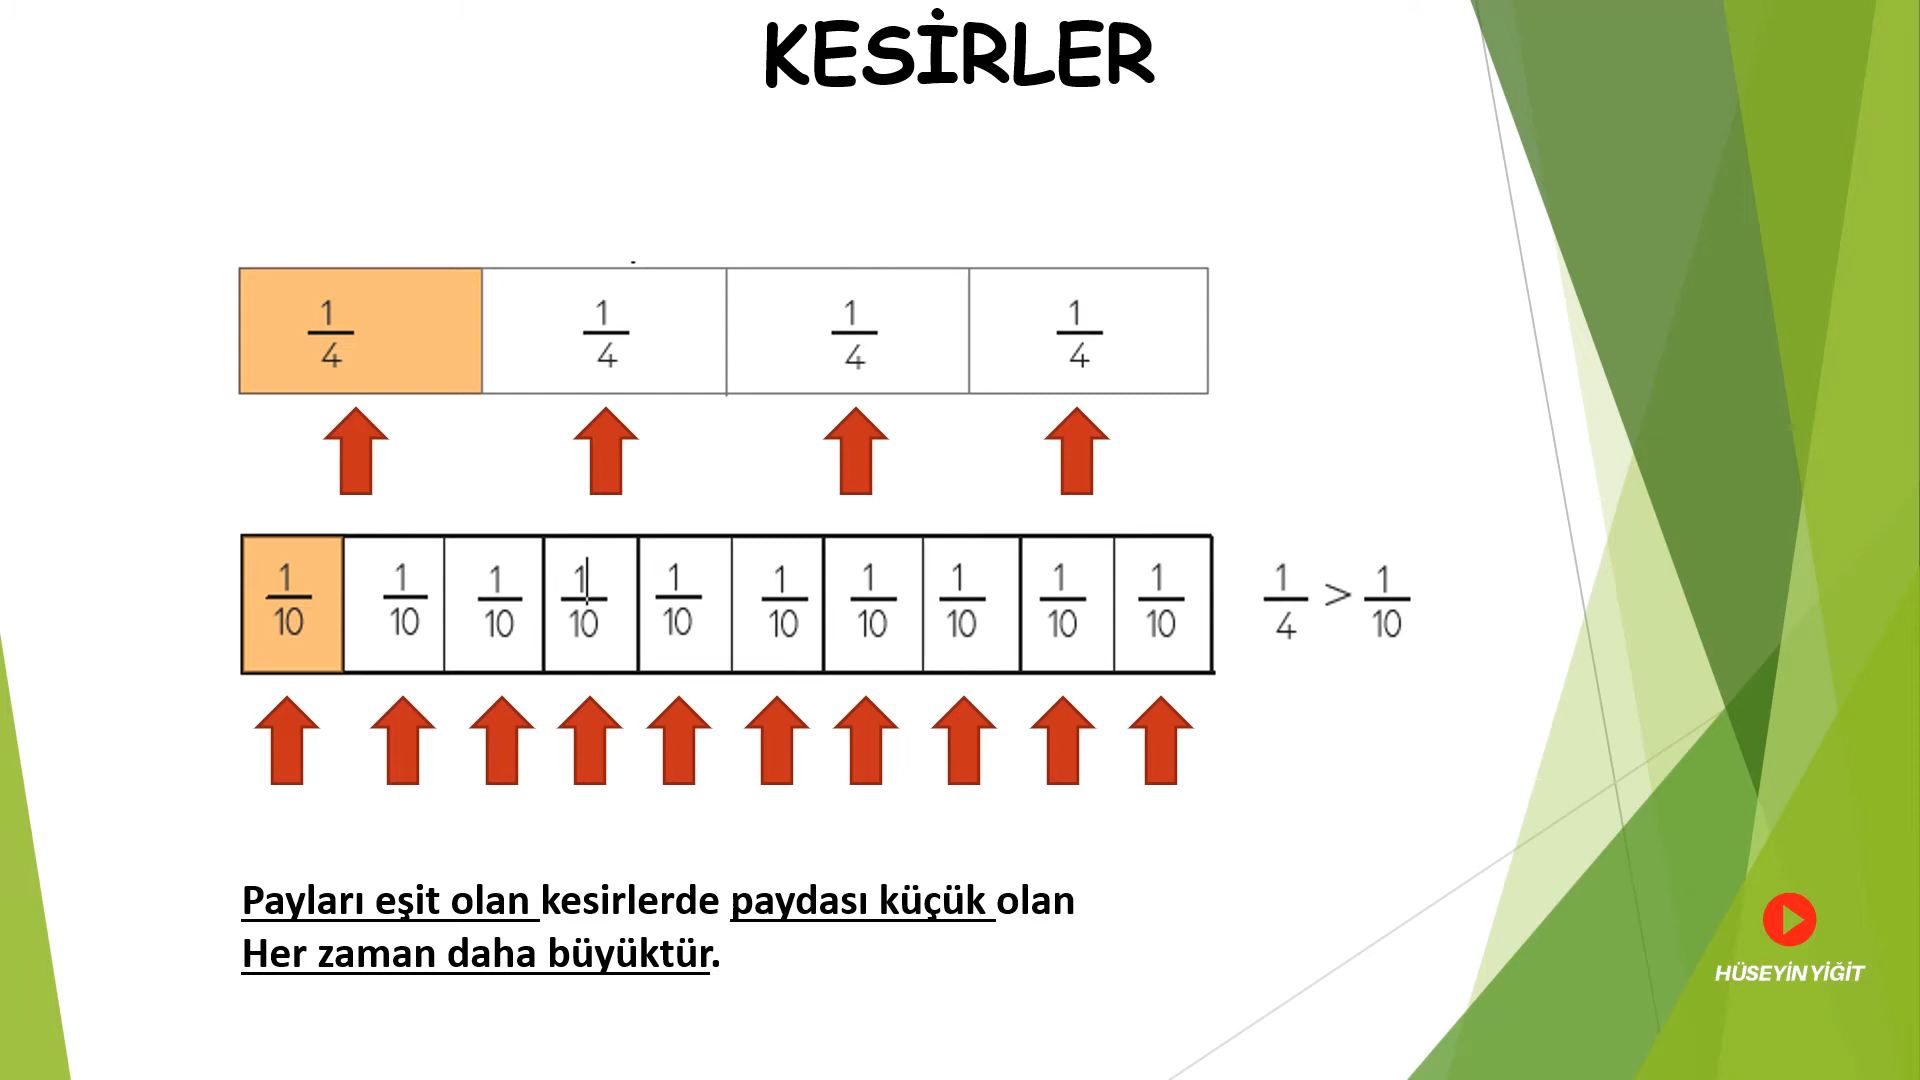 KESİRLER
1/4 1/4 1/4 1/4
1/10 1/10 1/10 1/10 1/10 1/10 1/10 1/10 1/10 1/10
1/4 > 1/10
Payları eşit olan kesirlerde paydası küçük olan
Her zaman daha büyüktür.
HÜSEYİN YİĞİT